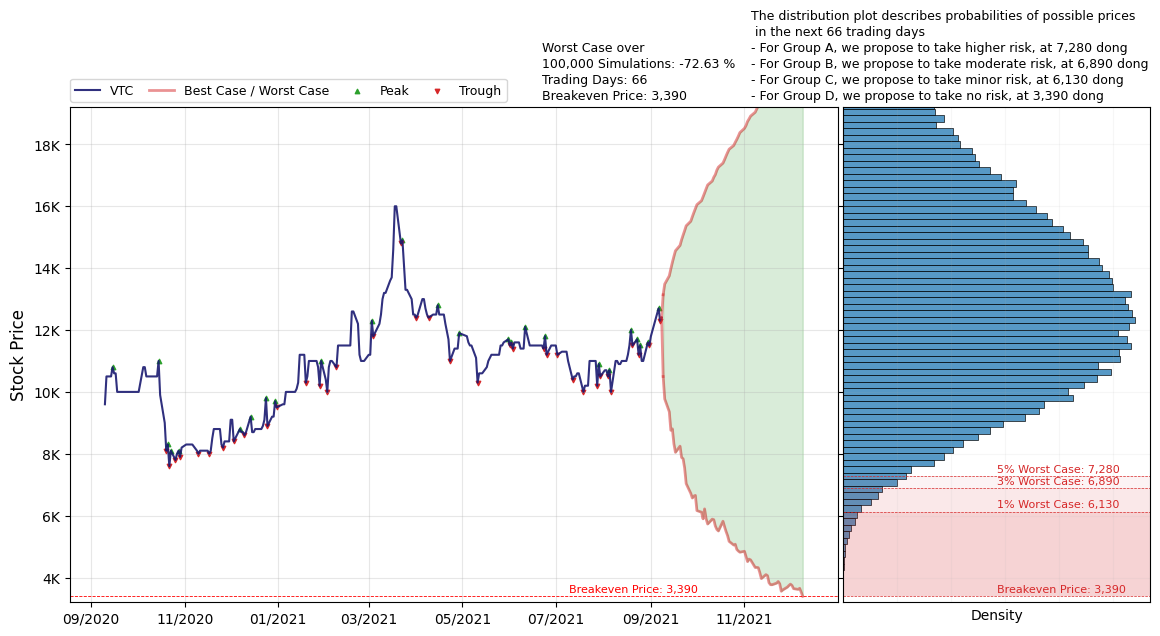 The distribution plot describes probabilities of possible prices
in the next 66 trading days
- For Group A, we propose to take higher risk, at 7,280 dong
- For Group B, we propose to take moderate risk, at 6,890 dong
- For Group C, we propose to take minor risk, at 6,130 dong
- For Group D, we propose to take no risk, at 3,390 dong
Worst Case over
100,000 Simulations: -72.63 %
Trading Days: 66
Breakeven Price: 3,390
VTC
Best Case / Worst Case
Peak
Trough
Stock Price
18K
16K
14K
12K
10K
8K
6K
4K
Breakeven Price: 3,390
09/2020
11/2020
01/2021
03/2021
05/2021
07/2021
09/2021
11/2021
5% Worst Case: 7,280
3% Worst Case: 6,890
1% Worst Case: 6,130
Breakeven Price: 3,390
Density